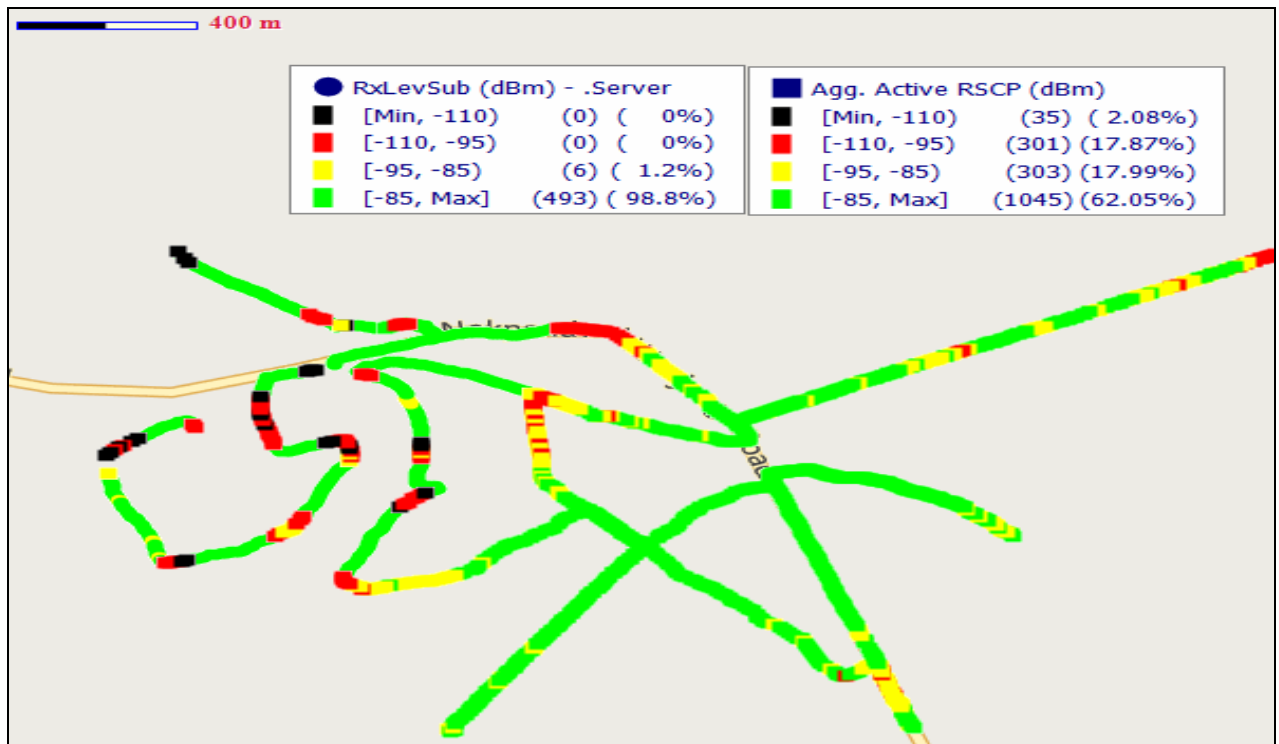 400 m
RxLevSub (dBm) - .Server
[Min, -110) (0) ( 0%)
[-110, -95) (0) ( 0%)
[-95, -85) (6) ( 1.2%)
[-85, Max] (493) ( 98.8%)
Agg. Active RSCP (dBm)
[Min, -110) (35) ( 2.08%)
[-110, -95) (301) (17.87%)
[-95, -85) (303) (17.99%)
[-85, Max] (1045) (62.05%)